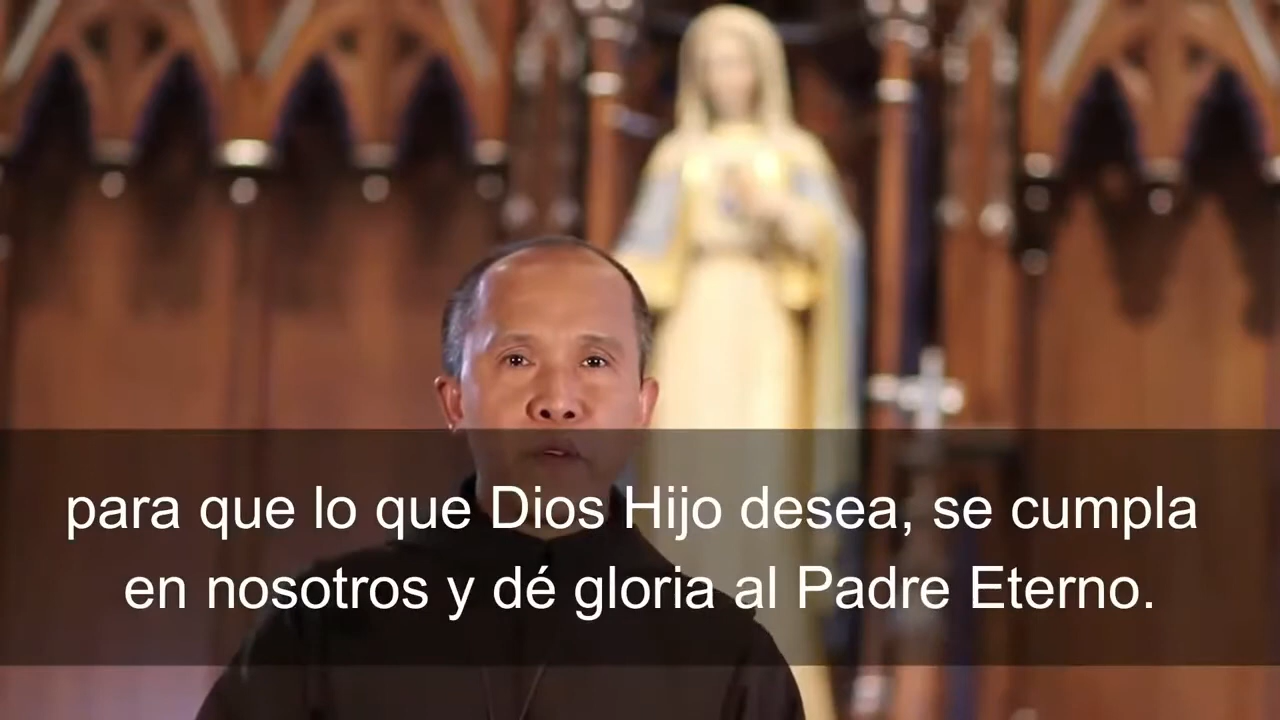 para que lo que Dios Hijo desea, se cumpla
en nosotros y dé gloria al Padre Eterno.